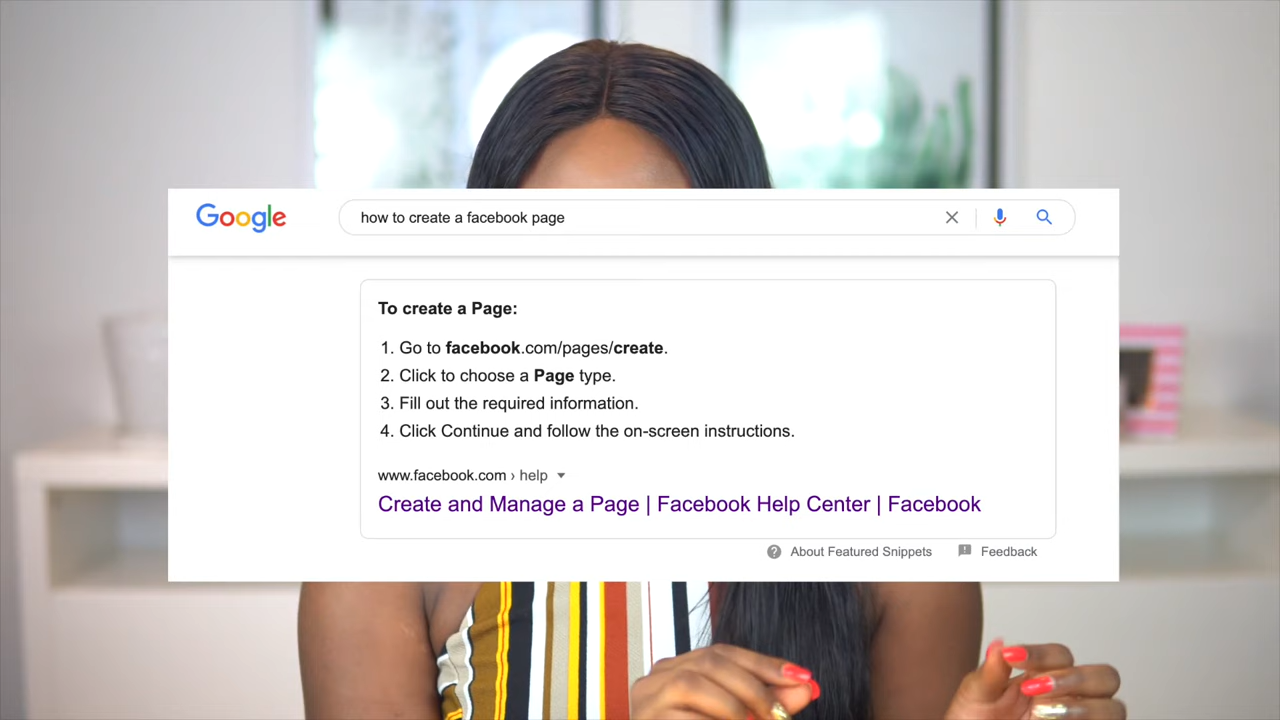 Google
how to create a facebook page
To create a Page:
1. Go to facebook.com/pages/create.
2. Click to choose a Page type.
3. Fill out the required information.
4. Click Continue and follow the on-screen instructions.
www.facebook.com › help
Create and Manage a Page | Facebook Help Center | Facebook
About Featured Snippets
Feedback